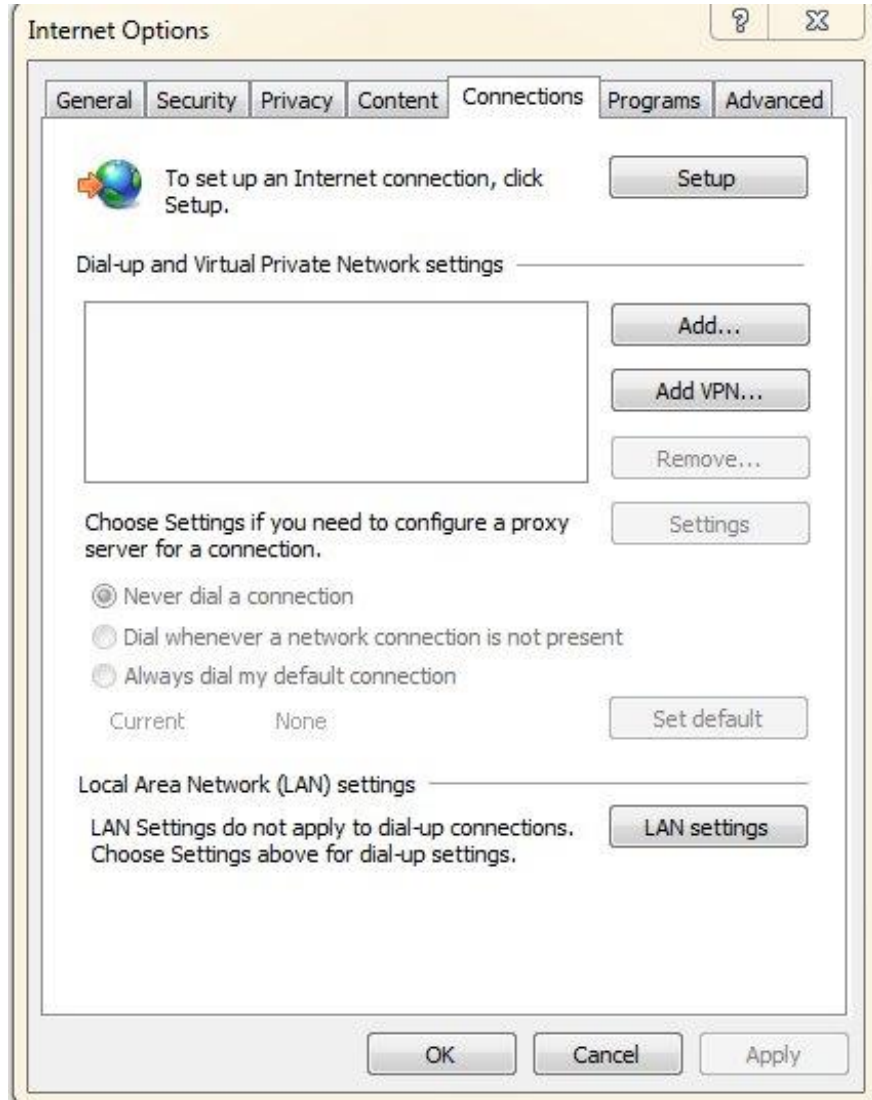 Internet Options
?
General Security Privacy Content Connections Programs Advanced
To set up an Internet connection, click
Setup.
Setup
Dial-up and Virtual Private Network settings
Add...
Add VPN...
Remove...
Choose Settings if you need to configure a proxy
server for a connection.
Settings
Never dial a connection
Dial whenever a network connection is not present
Always dial my default connection
Current None
Set default
Local Area Network (LAN) settings
LAN Settings do not apply to dial-up connections.
Choose Settings above for dial-up settings.
LAN settings
OK Cancel Apply